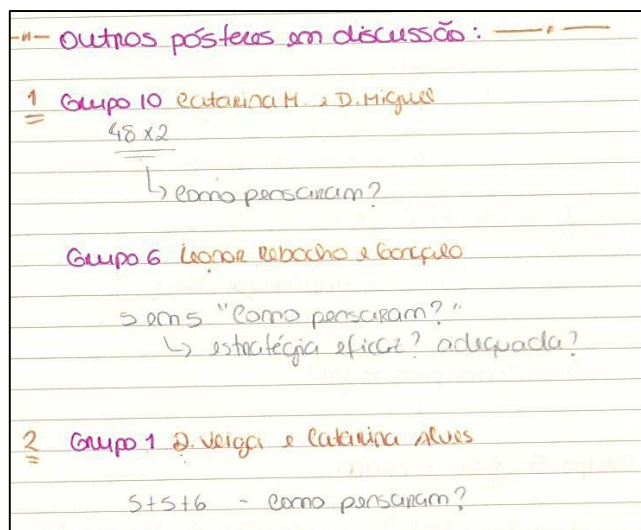 -"- Outros pósteres em discussão: — " —
1 Grupo 10 Catarina M. e D. Miguel
48 x 2
↳ como pensaram?
Grupo 6 Leonor Rebocho e Gonçalo
5 em 5 "Como pensaram?"
↳ estratégia eficaz? adequada?
2 Grupo 1 D. Veiga e Catarina Alves
5+5+6 - como pensaram?